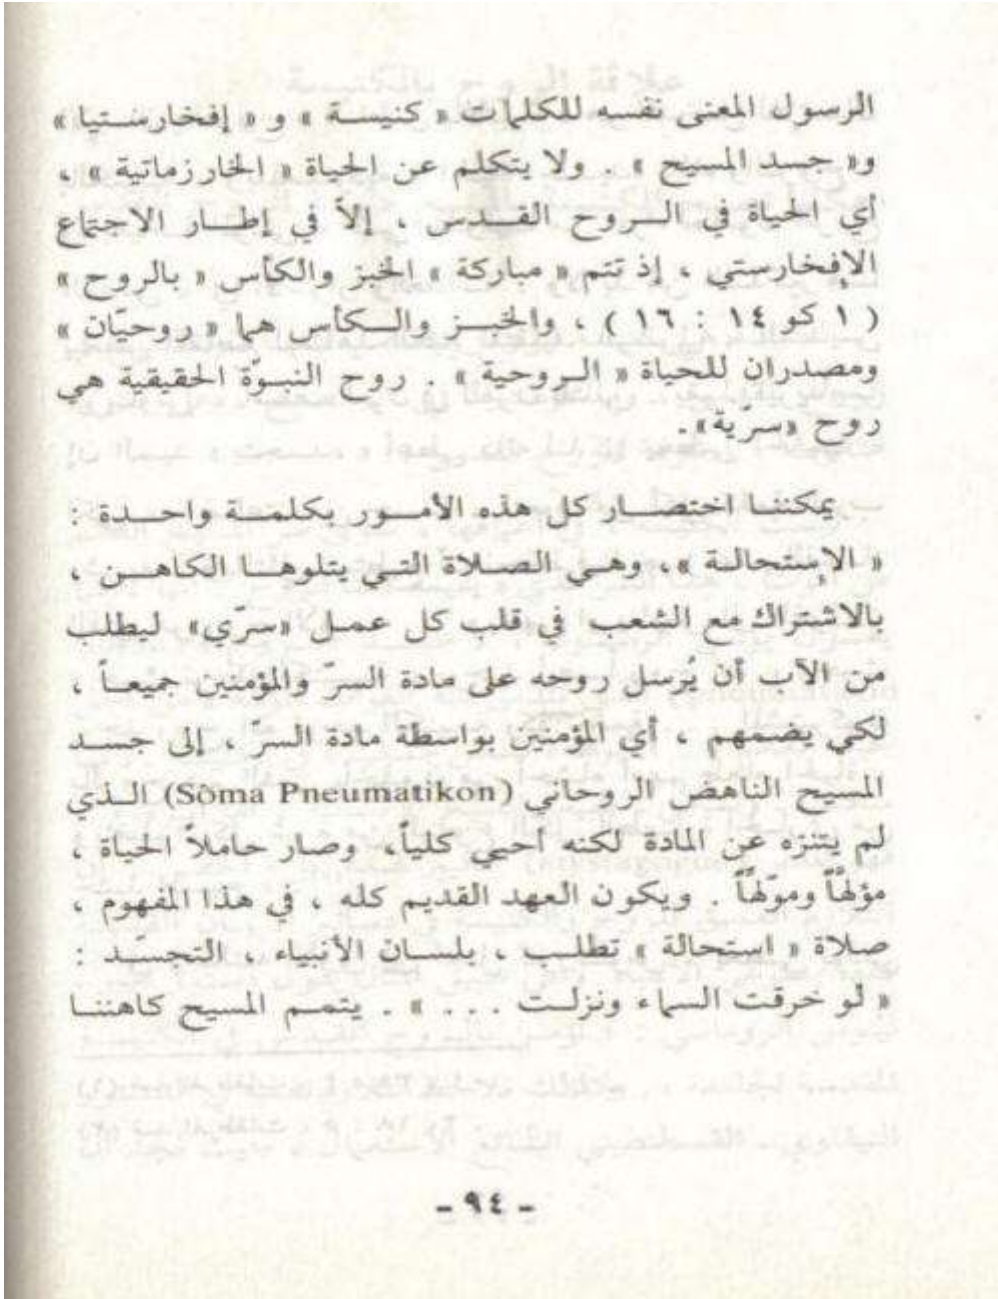 الرسول المعنى نفسه للكلمات « كنيسة » و « إفخارستيا »
و« جسد المسيح » . ولا يتكلم عن الحياة « الخارزماتية » ،
أي الحياة في الروح القدس ، إلاّ في إطار الاجتماع
الإفخارستي ، إذ تتم « مباركة » الخبز والكأس « بالروح »
( ١ كو ١٤ : ١٦ ) ، والخبز والكأس هما « روحيّان »
ومصدران للحياة « الروحية » . روح النبوّة الحقيقية هي
روح «سرّية».
يمكننا اختصار كل هذه الأمور بكلمة واحدة :
« الإستحالة »، وهي الصلاة التي يتلوها الكاهن ،
بالاشتراك مع الشعب في قلب كل عمل «سرّي» ليطلب
من الآب أن يُرسل روحه على مادة السرّ والمؤمنين جميعاً ،
لكي يضمهم ، أي المؤمنين بواسطة مادة السرّ ، إلى جسد
المسيح الناهض الروحاني (Sôma Pneumatikon) الذي
لم يتنزه عن المادة لكنه أحيي كلياً، وصار حاملاً الحياة ،
مؤلهاً وموّلهاً . ويكون العهد القديم كله ، في هذا المفهوم ،
صلاة « استحالة » تطلب ، بلسان الأنبياء ، التجسّد :
« لو خرقت السماء ونزلت ... » . يتمم المسيح كاهننا
- ٩٤ -